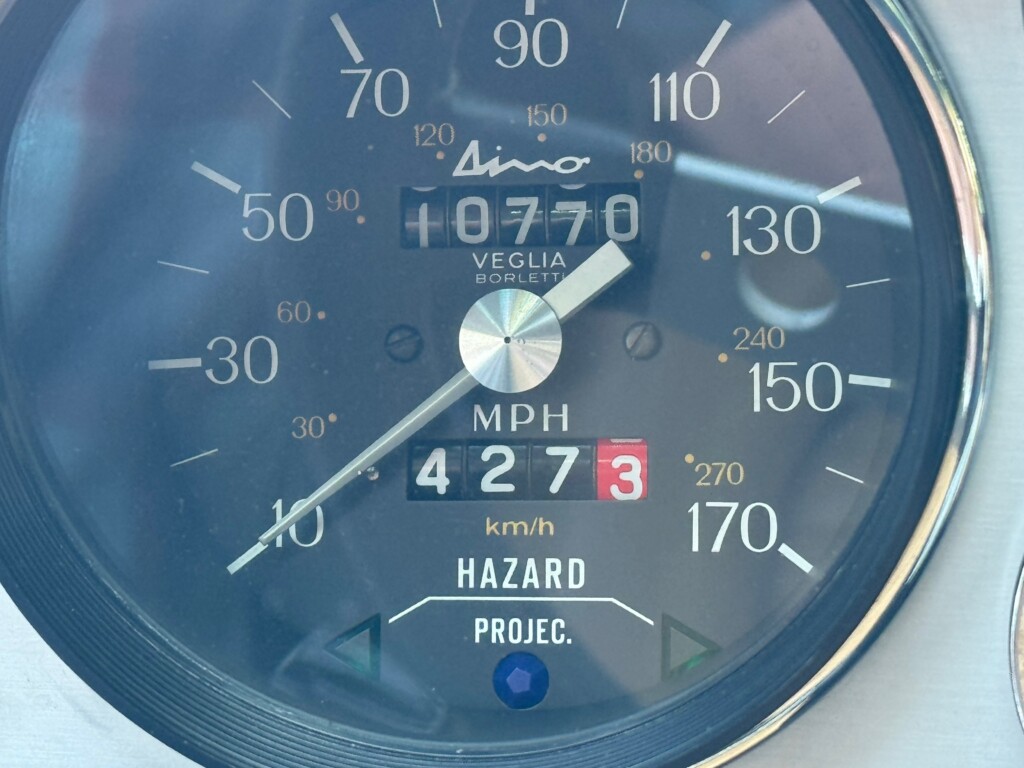 90
70
110
150
120
180
Dino
90
50
10770
130
VEGLIA
BORLETTI
60
240
30
150
MPH
30
4273
270
10
170
km/h
HAZARD
PROJEC.